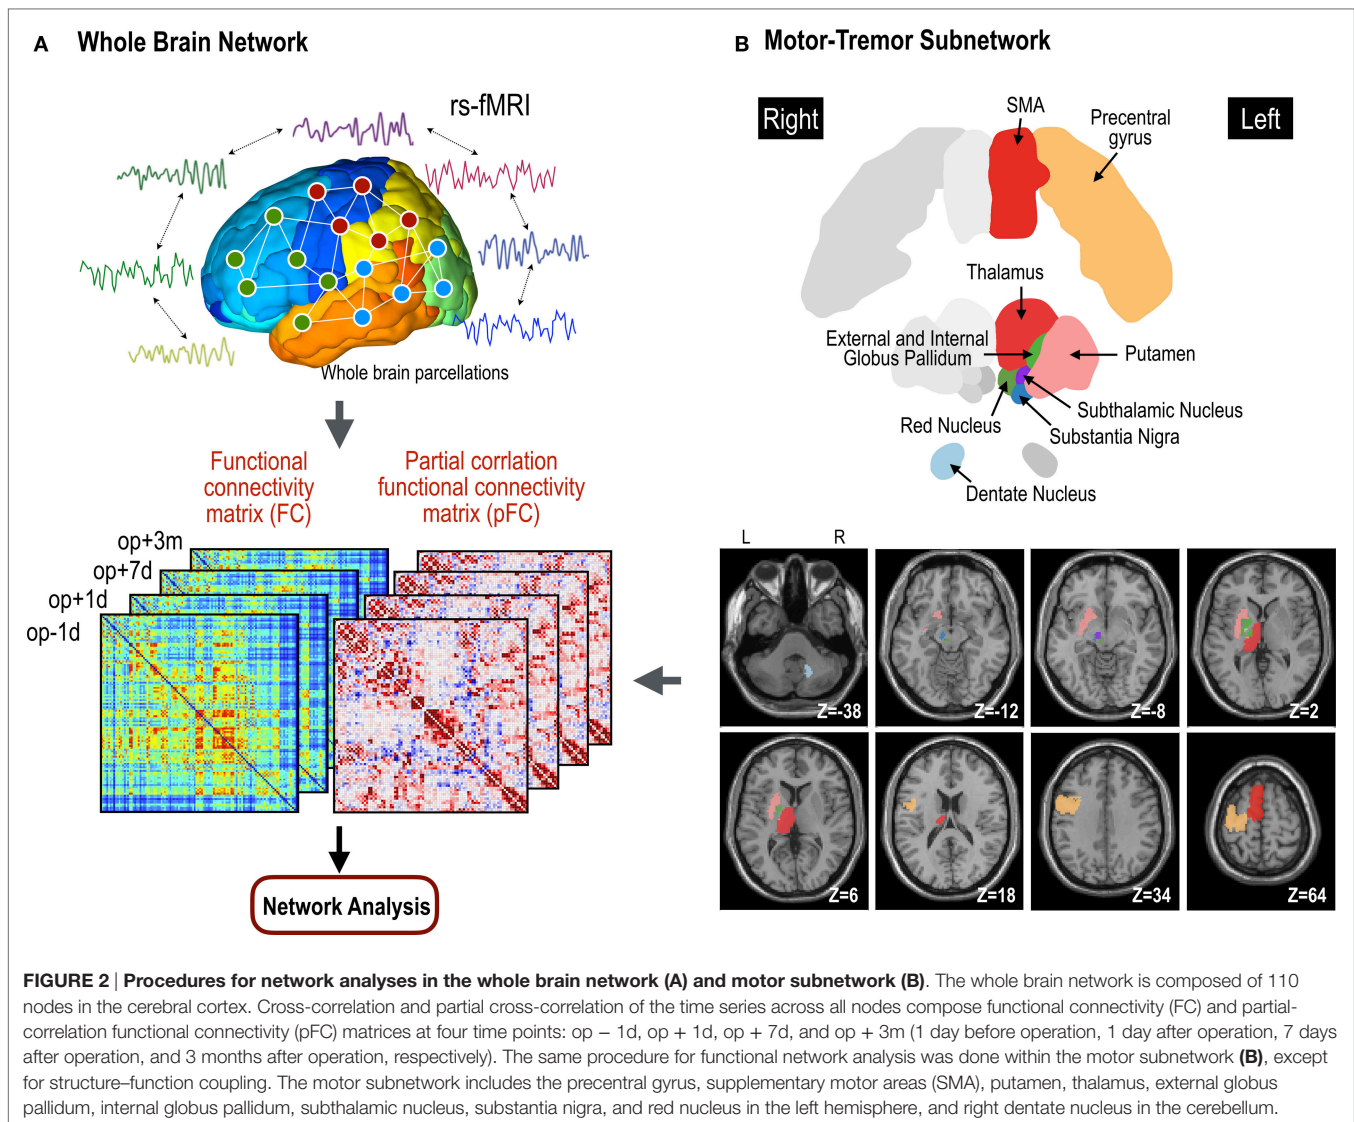 A Whole Brain Network
rs-fMRI
Whole brain parcellations
Functional
connectivity
matrix (FC)
Partial corrlation
functional connectivity
matrix (pFC)
op+3m
op+7d
op+1d
op-1d
Network Analysis
B Motor-Tremor Subnetwork
Right
SMA
Precentral
gyrus
Left
Thalamus
External and Internal
Globus Pallidum
Putamen
Subthalamic Nucleus
Red Nucleus
Substantia Nigra
Dentate Nucleus
L R
Z=-38
Z=-12
Z=-8
Z=2
Z=6
Z=18
Z=34
Z=64
FIGURE 2 | Procedures for network analyses in the whole brain network (A) and motor subnetwork (B). The whole brain network is composed of 110
nodes in the cerebral cortex. Cross-correlation and partial cross-correlation of the time series across all nodes compose functional connectivity (FC) and partial-
correlation functional connectivity (pFC) matrices at four time points: op − 1d, op + 1d, op + 7d, and op + 3m (1 day before operation, 1 day after operation, 7 days
after operation, and 3 months after operation, respectively). The same procedure for functional network analysis was done within the motor subnetwork (B), except
for structure–function coupling. The motor subnetwork includes the precentral gyrus, supplementary motor areas (SMA), putamen, thalamus, external globus
pallidum, internal globus pallidum, subthalamic nucleus, substantia nigra, and red nucleus in the left hemisphere, and right dentate nucleus in the cerebellum.